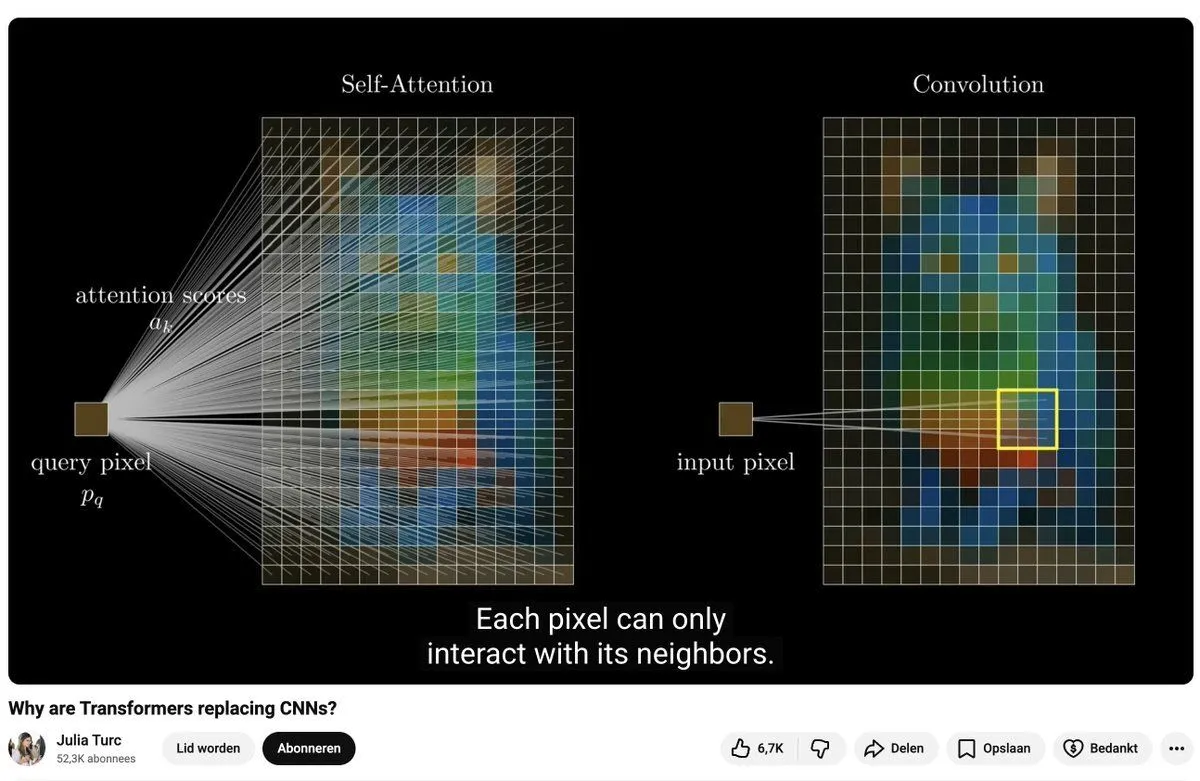 Self-Attention
Convolution
attention scores
aₖ
query pixel
p_q
input pixel
Each pixel can only
interact with its neighbors.
Why are Transformers replacing CNNs?
Julia Turc
52,3K abonnees
Lid worden
Abonneren
6,7K
Delen
Opslaan
Bedankt